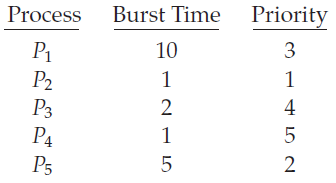 Process Burst Time Priority
P1 10 3
P2 1 1
P3 2 4
P4 1 5
P5 5 2